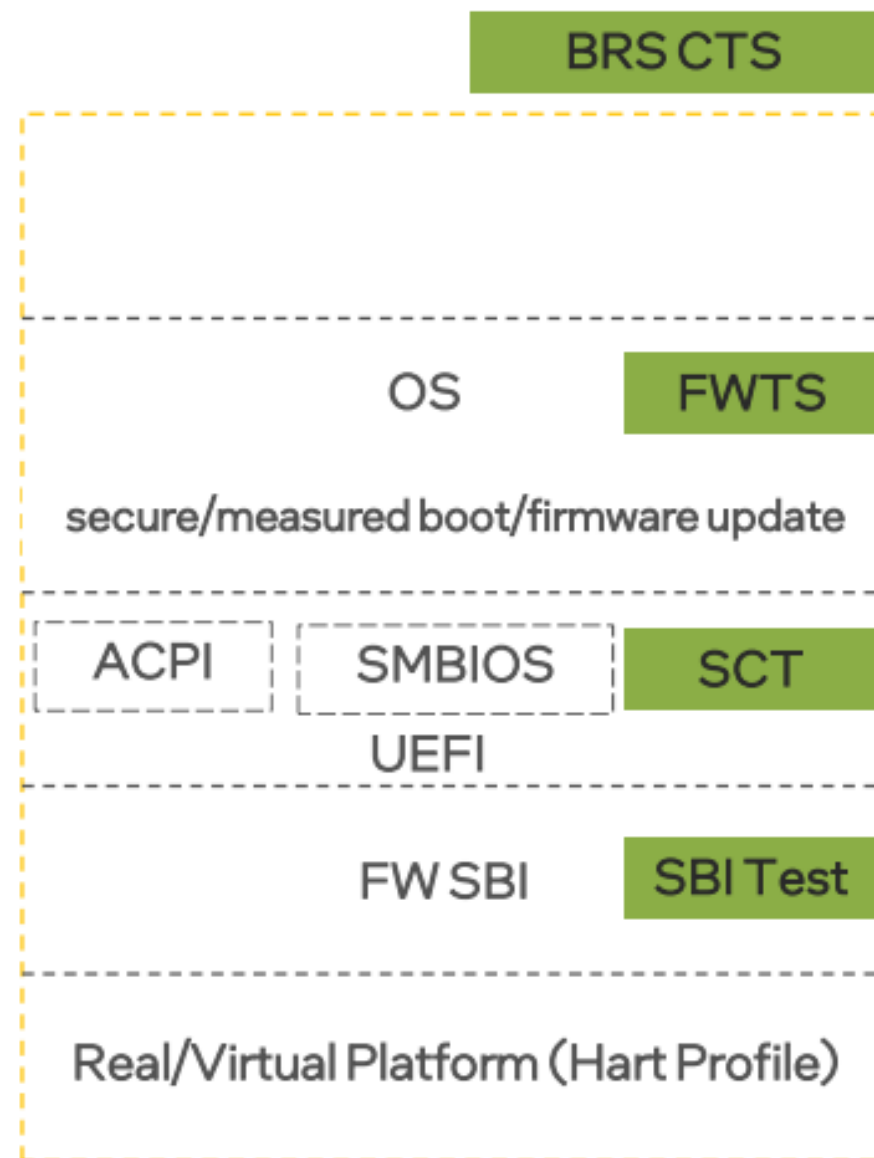 BRS CTS
OS
FWTS
secure/measured boot/firmware update
ACPI
SMBIOS
SCT
UEFI
FW SBI
SBI Test
Real/Virtual Platform (Hart Profile)